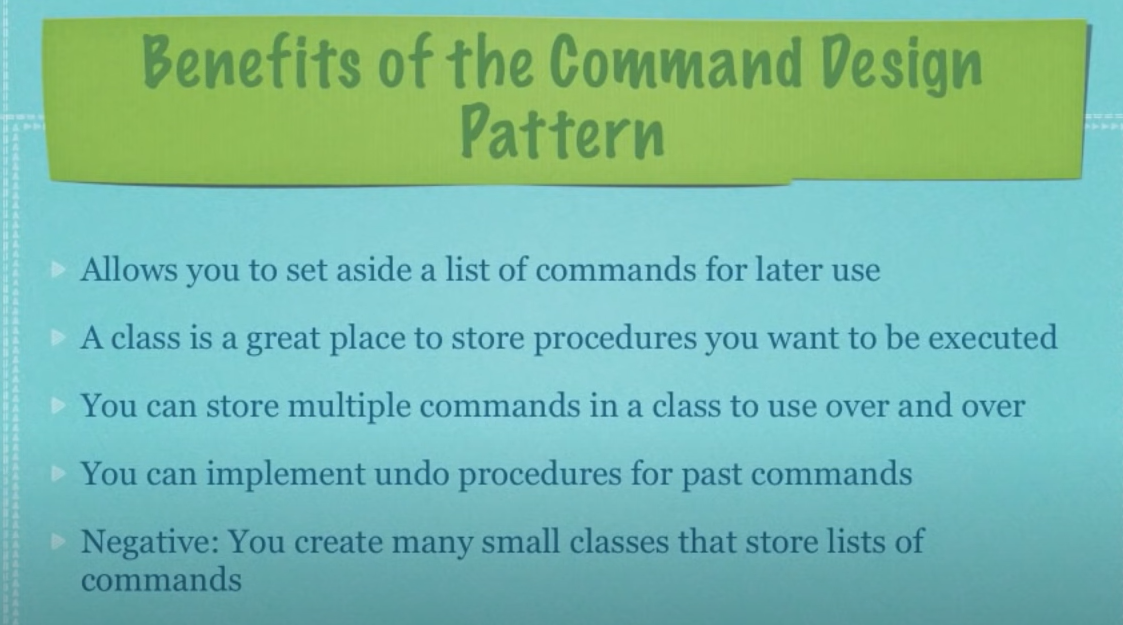 Benefits of the Command Design
Pattern
Allows you to set aside a list of commands for later use
A class is a great place to store procedures you want to be executed
You can store multiple commands in a class to use over and over
You can implement undo procedures for past commands
Negative: You create many small classes that store lists of
commands